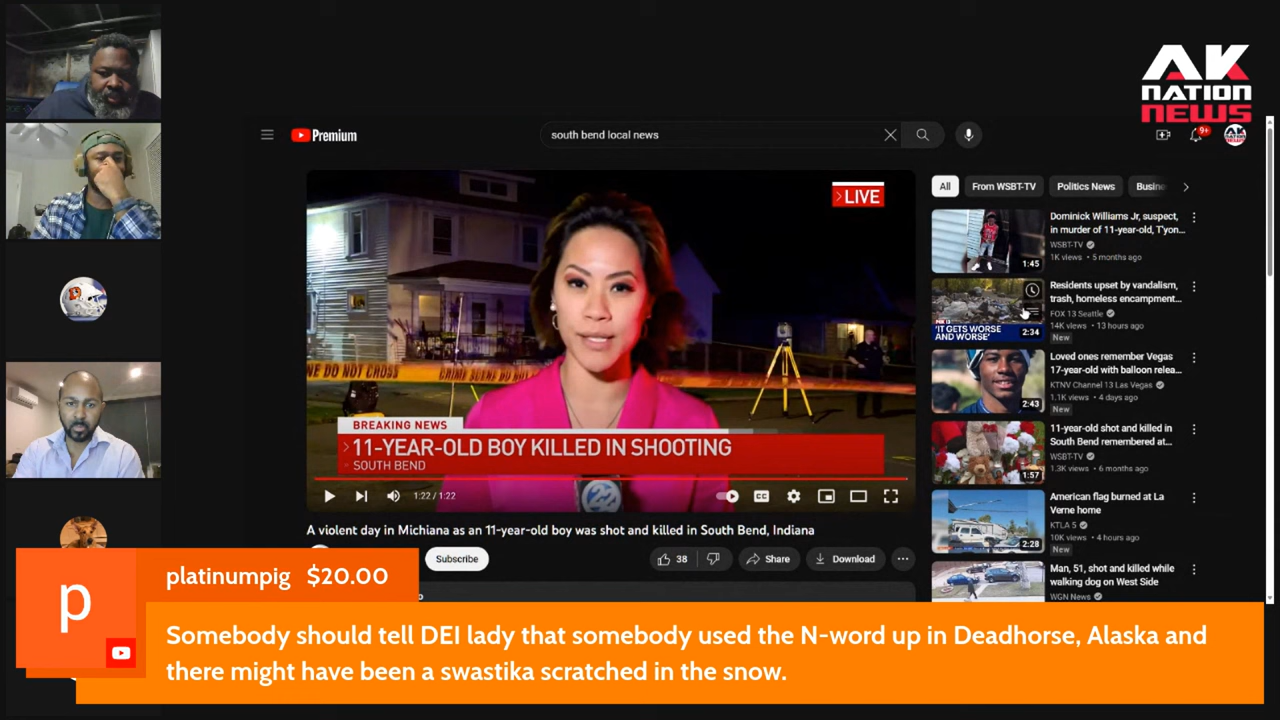 AK
NATION
NEWS
Premium
south bend local news
9+
AK
NATION
NEWS
LIVE
NE DO NOT CROSS
CRIME SCENE DO NOT CROSS
BREAKING NEWS
11-YEAR-OLD BOY KILLED IN SHOOTING
SOUTH BEND
22
1:22 / 1:22
CC
A violent day in Michiana as an 11-year-old boy was shot and killed in South Bend, Indiana
Subscribe
38
Share
Download
All
From WSBT-TV
Politics News
Busine
Dominick Williams Jr, suspect,
in murder of 11-year-old, T'yon...
WSBT-TV
1K views • 5 months ago
1:45
Residents upset by vandalism,
trash, homeless encampment...
FOX 13 Seattle
14K views • 13 hours ago
New
FOX 13
'IT GETS WORSE
AND WORSE'
2:34
Loved ones remember Vegas
17-year-old with balloon relea...
KTNV Channel 13 Las Vegas
1.1K views • 4 days ago
New
2:43
11-year-old shot and killed in
South Bend remembered at...
WSBT-TV
1.3K views • 6 months ago
1:57
American flag burned at La
Verne home
KTLA 5
10K views • 4 hours ago
New
2:28
Man, 51, shot and killed while
walking dog on West Side
WGN News
p
platinumpig $20.00
Somebody should tell DEI lady that somebody used the N-word up in Deadhorse, Alaska and
there might have been a swastika scratched in the snow.